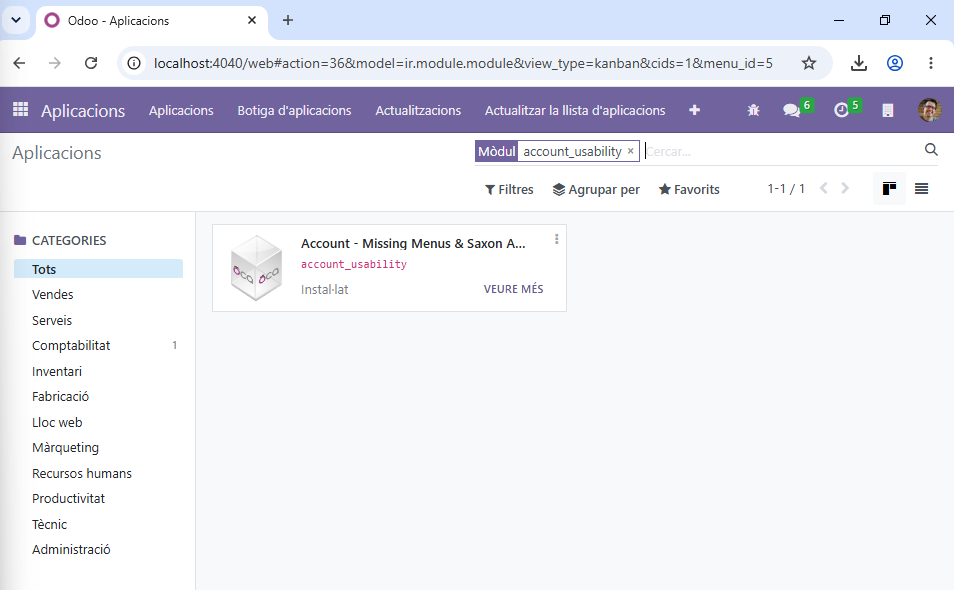 Odoo - Aplicacions
localhost:4040/web#action=36&model=ir.module.module&view_type=kanban&cids=1&menu_id=5
Aplicacions Aplicacions Botiga d'aplicacions Actualitzacions Actualitzar la llista d'aplicacions 6 5
Aplicacions
Mòdul account_usability × Cercar...
Filtres Agrupar per Favorits 1-1 / 1
CATEGORIES
Tots
Vendes
Serveis
Comptabilitat 1
Inventari
Fabricació
Lloc web
Màrqueting
Recursos humans
Productivitat
Tècnic
Administració
Account - Missing Menus & Saxon A...
account_usability
Instal·lat VEURE MÉS
oca oca